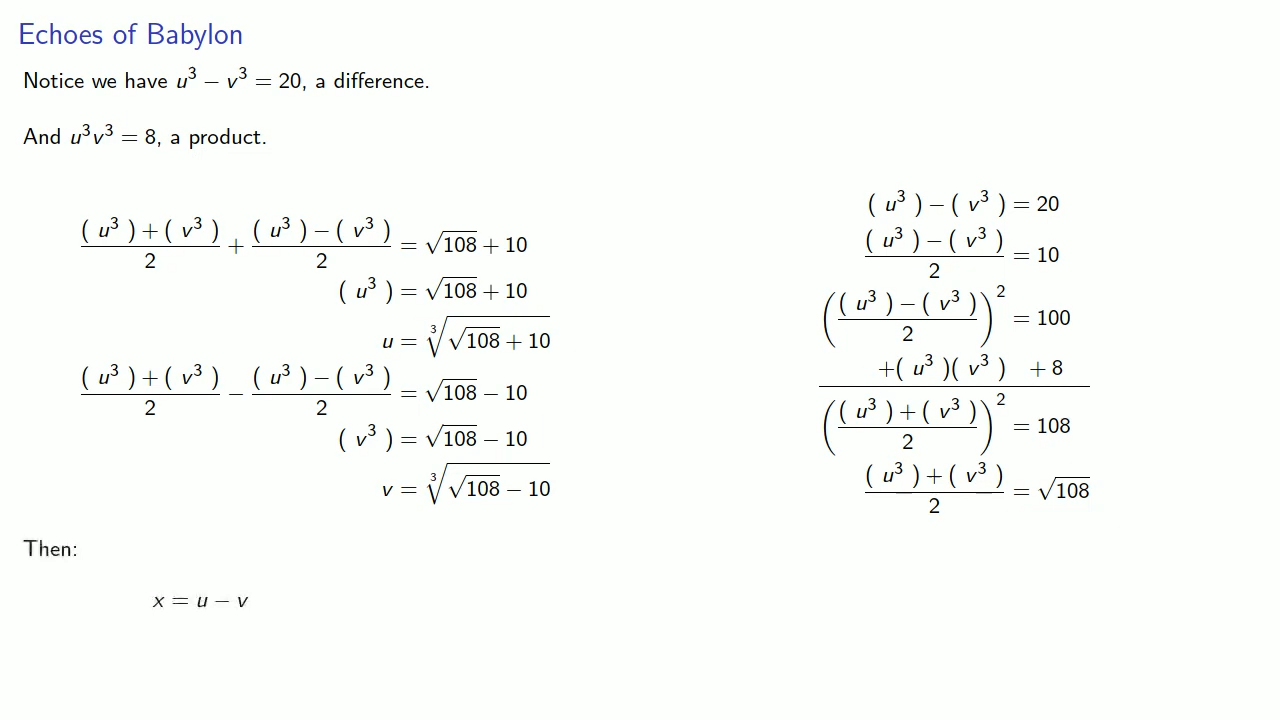 Echoes of Babylon
Notice we have u³ − v³ = 20, a difference.
And u³v³ = 8, a product.
(( u³ ) + ( v³ ))/2 + (( u³ ) − ( v³ ))/2 = √108 + 10
( u³ ) = √108 + 10
u = ∛(√108 + 10)
(( u³ ) + ( v³ ))/2 − (( u³ ) − ( v³ ))/2 = √108 − 10
( v³ ) = √108 − 10
v = ∛(√108 − 10)
( u³ ) − ( v³ ) = 20
(( u³ ) − ( v³ ))/2 = 10
((( u³ ) − ( v³ ))/2)² = 100
+( u³ )( v³ ) + 8
((( u³ ) + ( v³ ))/2)² = 108
(( u³ ) + ( v³ ))/2 = √108
Then:
x = u − v